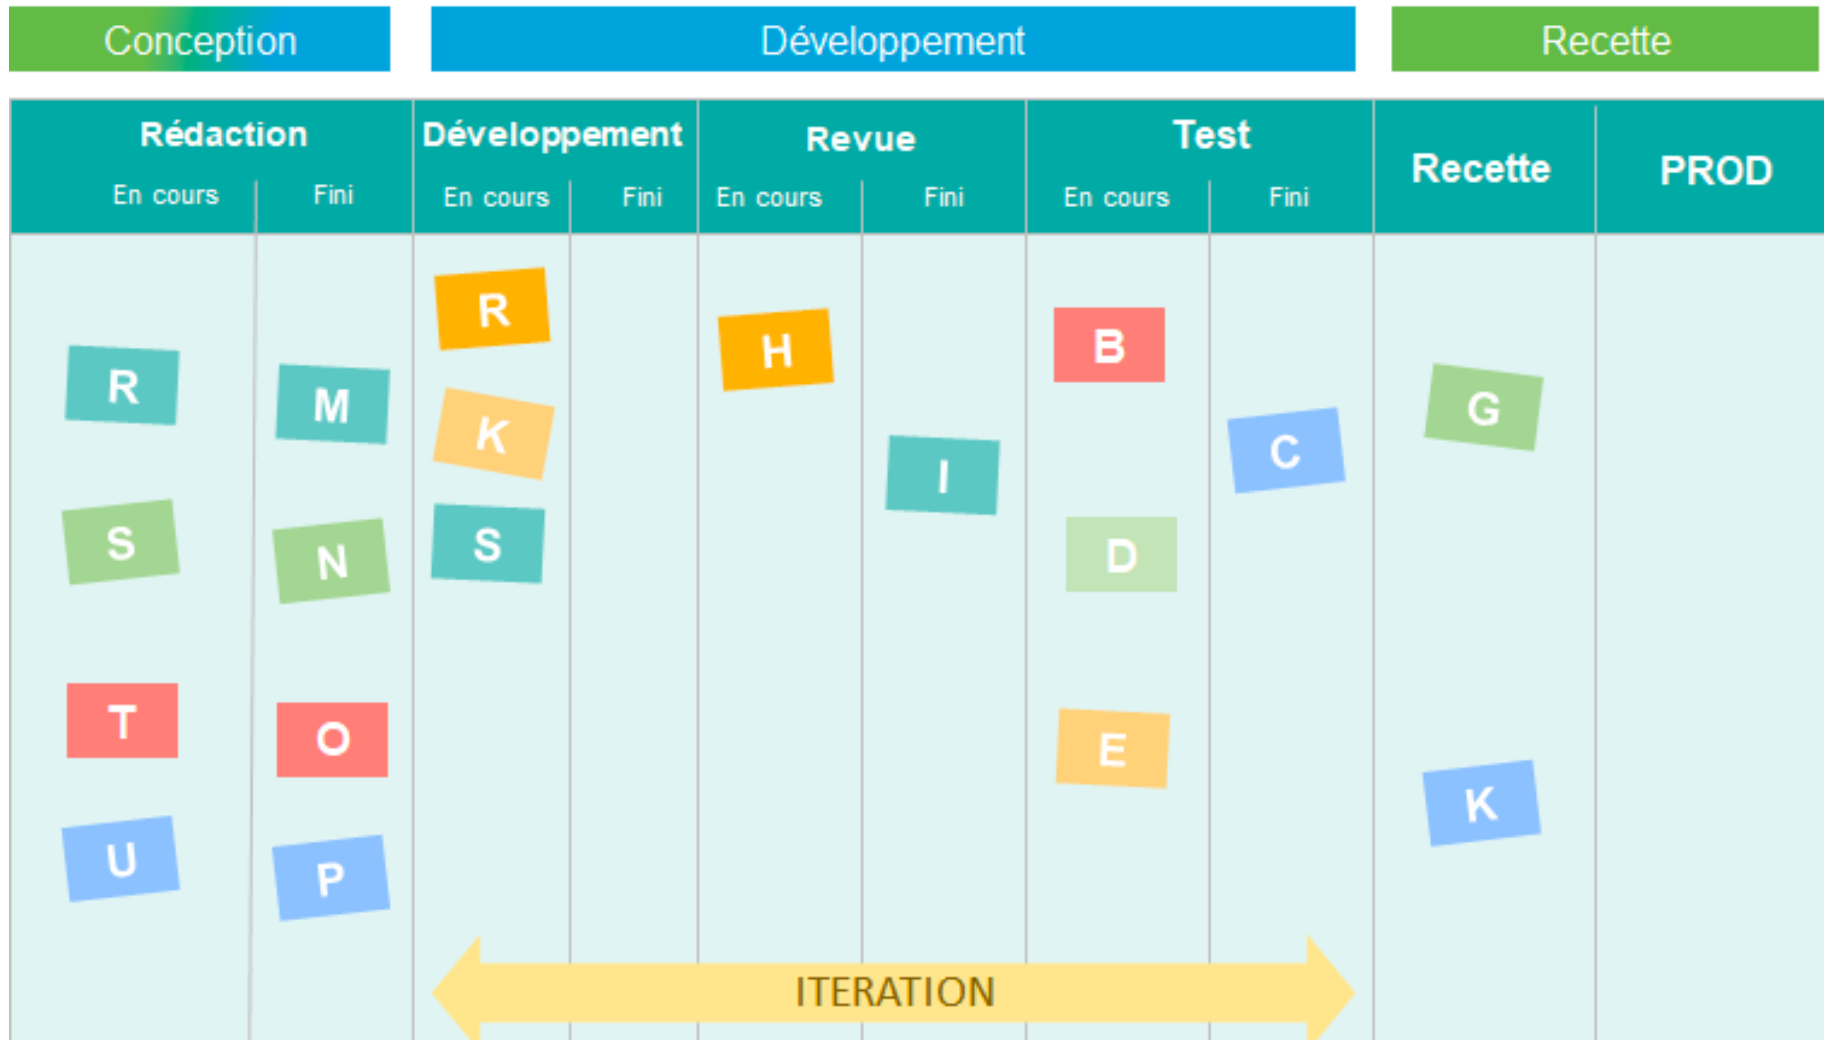 Conception Développement Recette
Rédaction Développement Revue Test Recette PROD
En cours Fini En cours Fini En cours Fini En cours Fini
R M R H B G
S N K I C K
T O S D
U P E
ITERATION